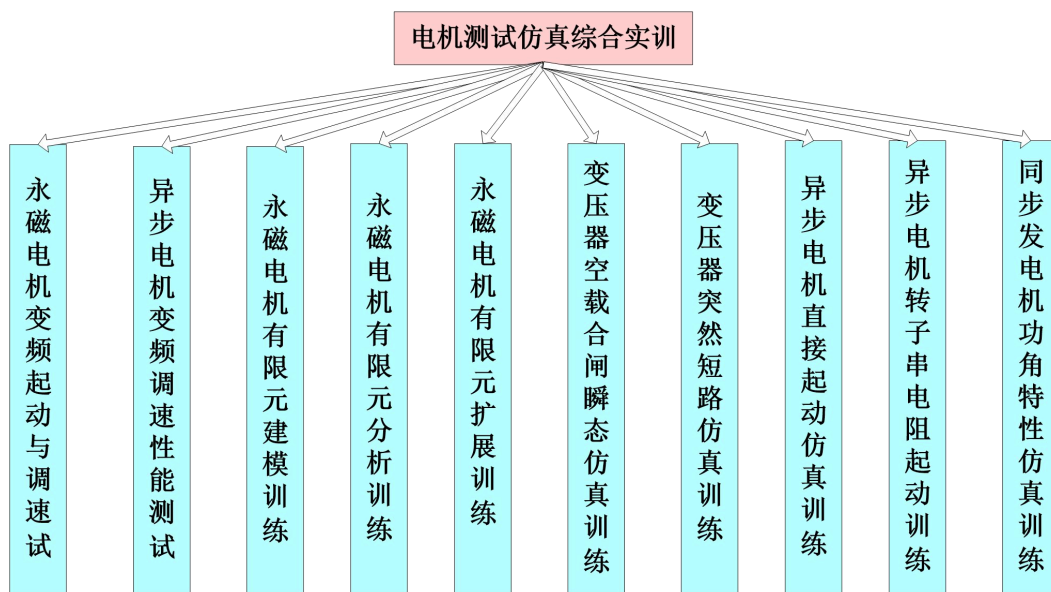 电机测试仿真综合实训
永磁电机变频起动与调速试
异步电机变频调速性能测试
永磁电机有限元建模训练
永磁电机有限元分析训练
永磁电机有限元扩展训练
变压器空载合闸瞬态仿真训练
变压器突然短路仿真训练
异步电机直接起动仿真训练
异步电机转子串电阻起动训练
同步发电机功角特性仿真训练